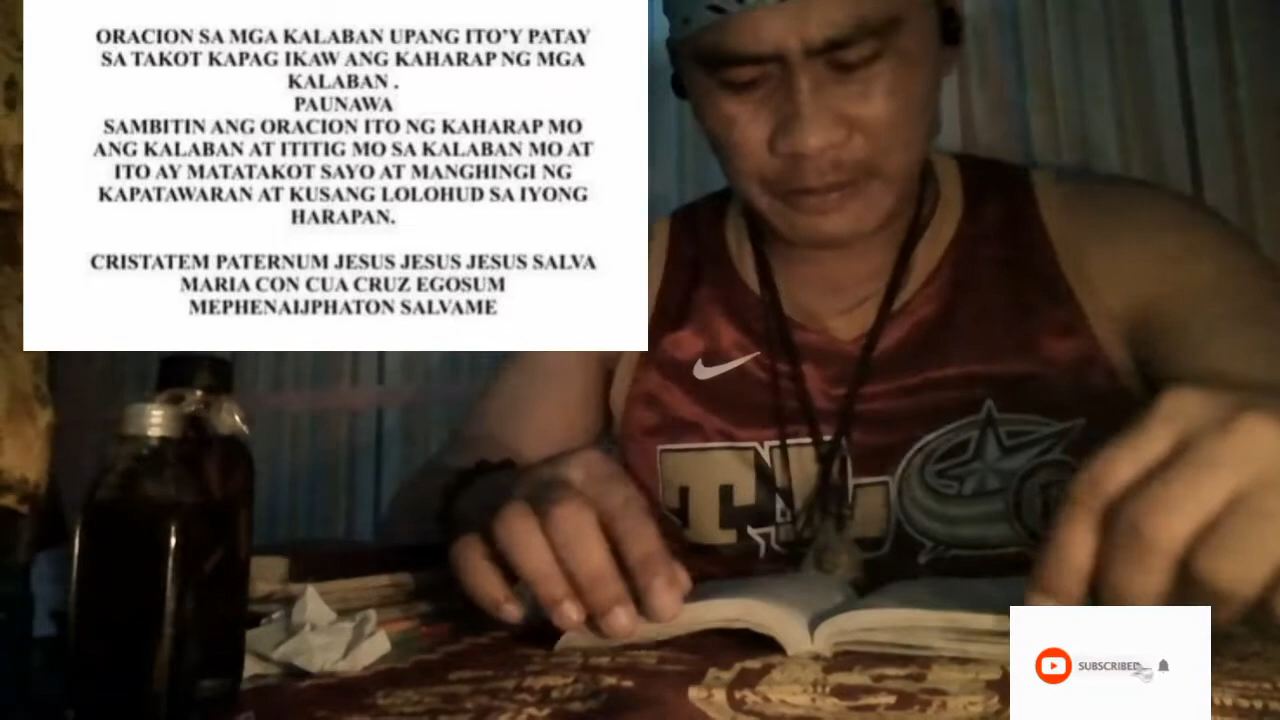 ORACION SA MGA KALABAN UPANG ITO'Y PATAY
SA TAKOT KAPAG IKAW ANG KAHARAP NG MGA
KALABAN .
PAUNAWA
SAMBITIN ANG ORACION ITO NG KAHARAP MO
ANG KALABAN AT ITITIG MO SA KALABAN MO AT
ITO AY MATATAKOT SAYO AT MANGHINGI NG
KAPATAWARAN AT KUSANG LOLOHUD SA IYONG
HARAPAN.
CRISTATEM PATERNUM JESUS JESUS JESUS SALVA
MARIA CON CUA CRUZ EGOSUM
MEPHENAIJPHATON SALVAME
SUBSCRIBED